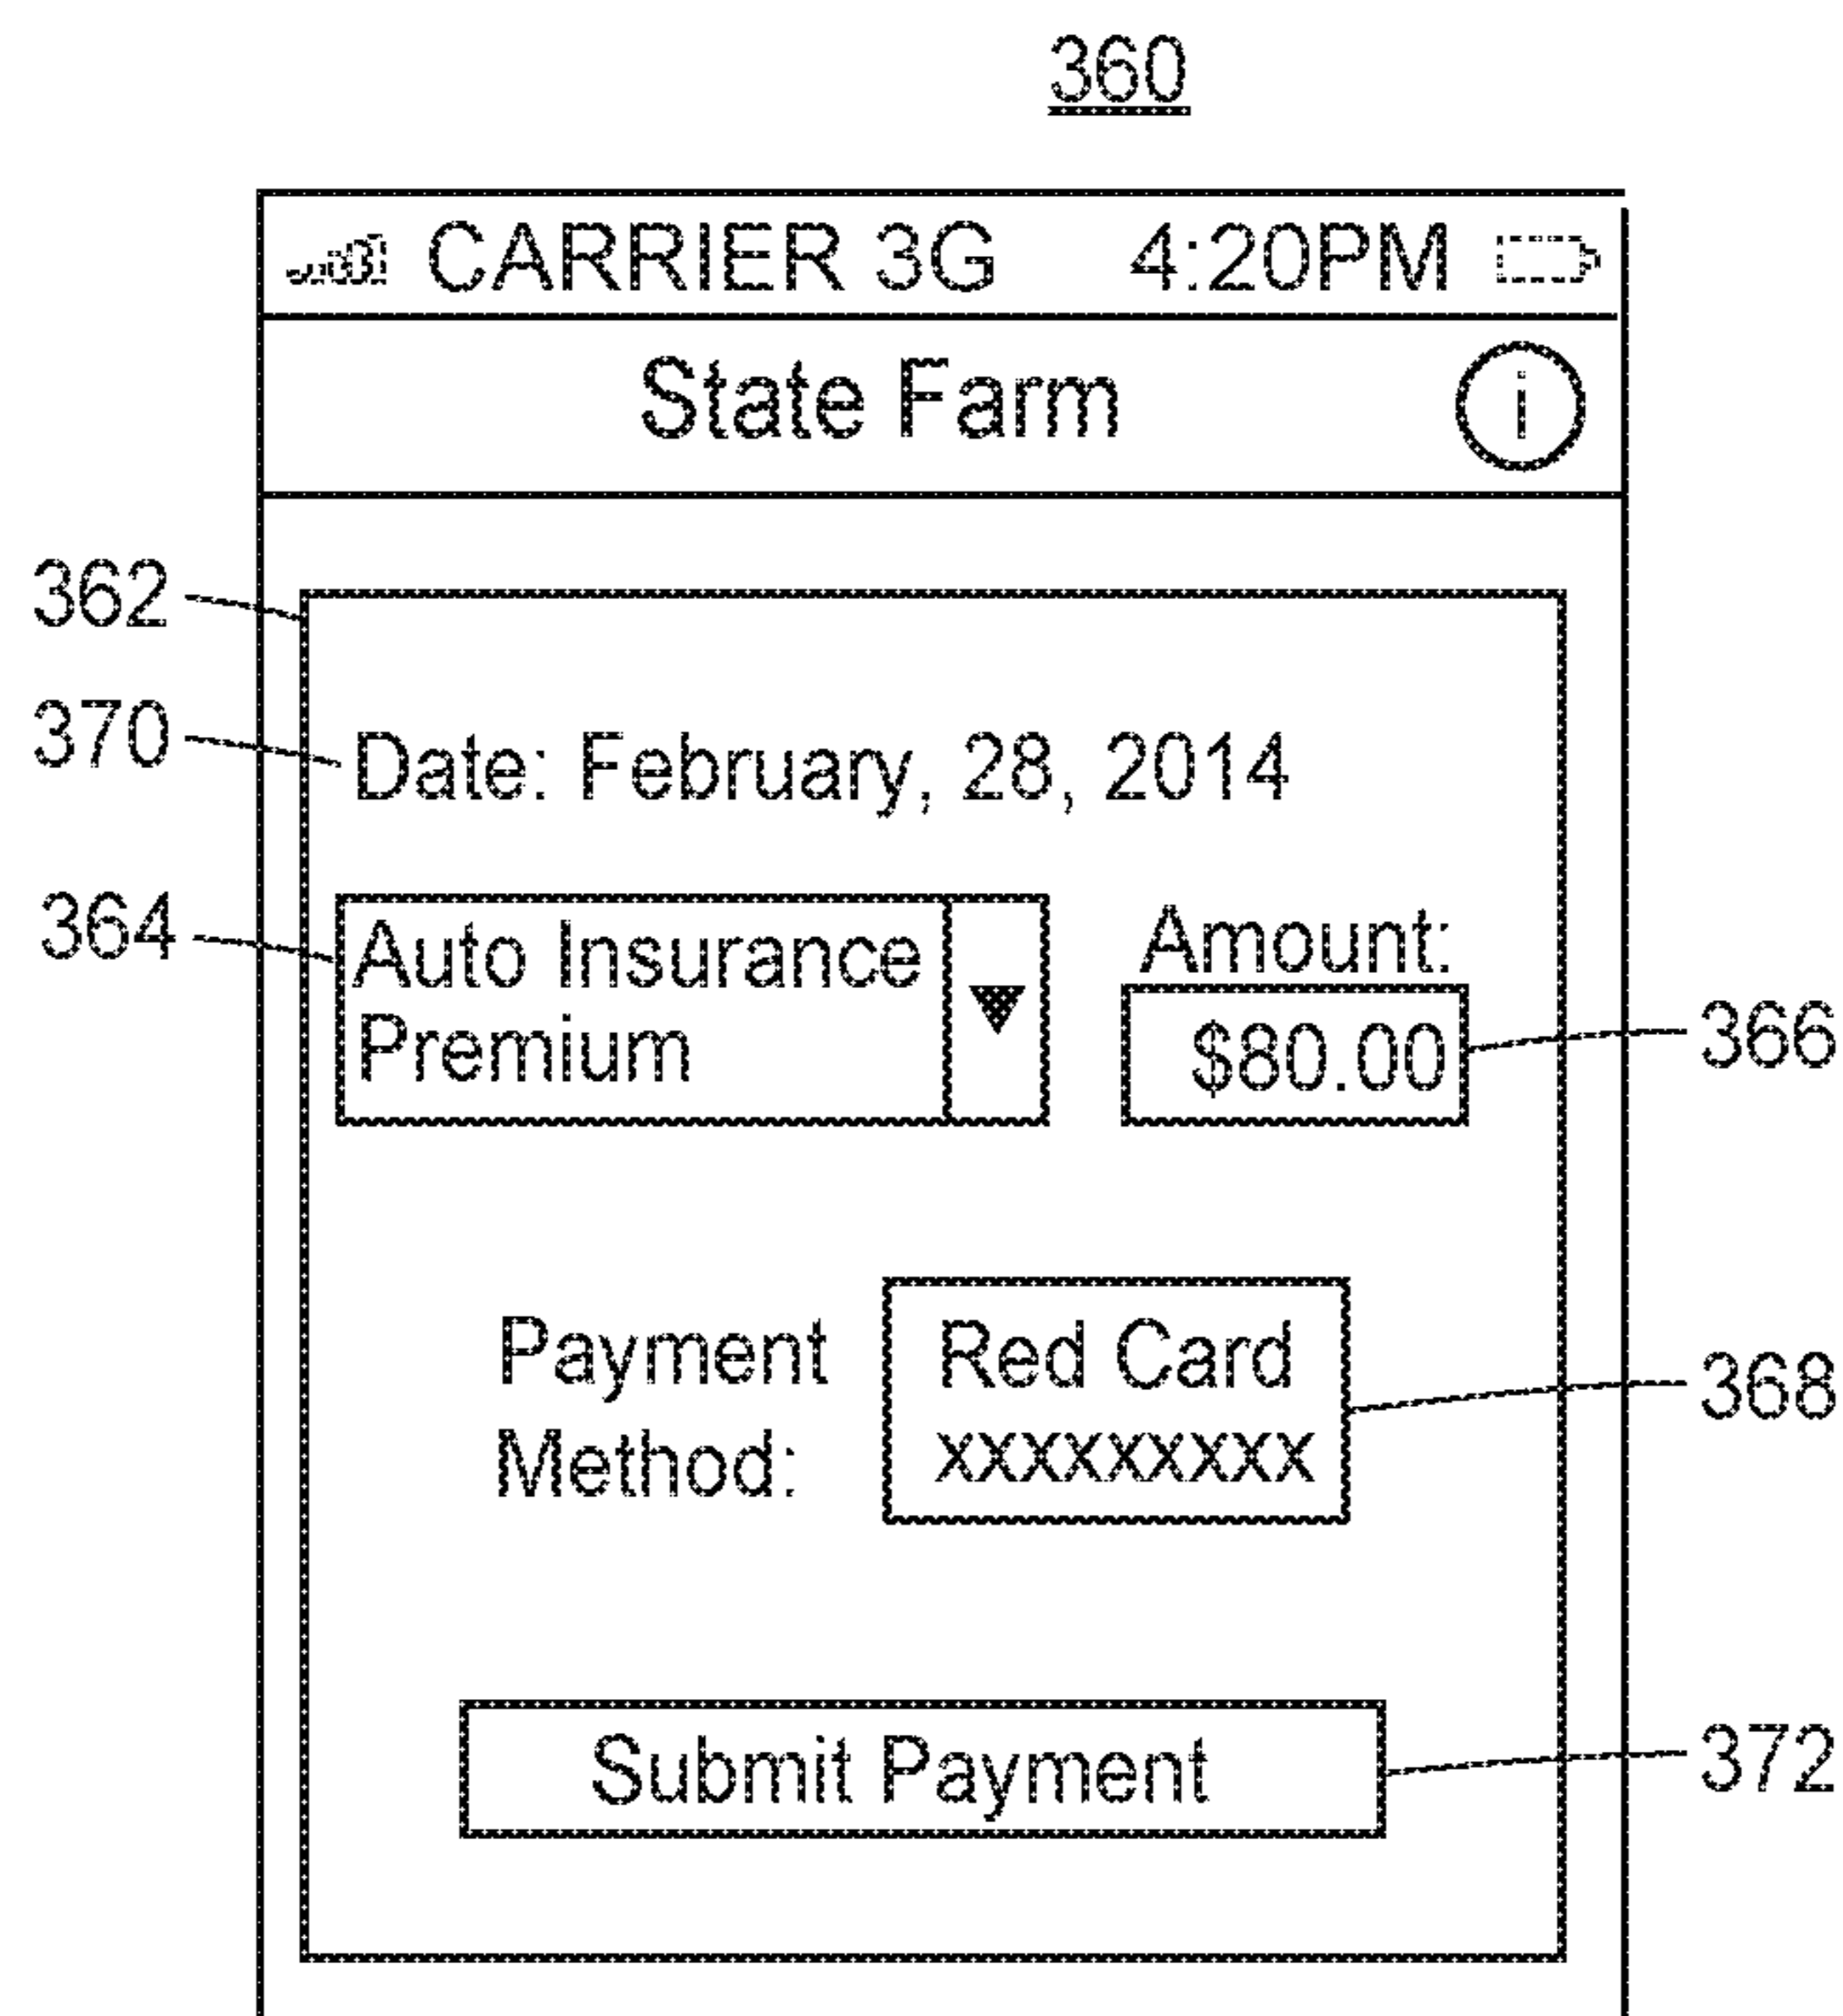 360
CARRIER 3G 4:20PM
State Farm
i
362
370
Date: February, 28, 2014
364
Auto Insurance
Premium
Amount:
$80.00
366
Payment
Method:
Red Card
xxxxxxxxx
368
Submit Payment
372